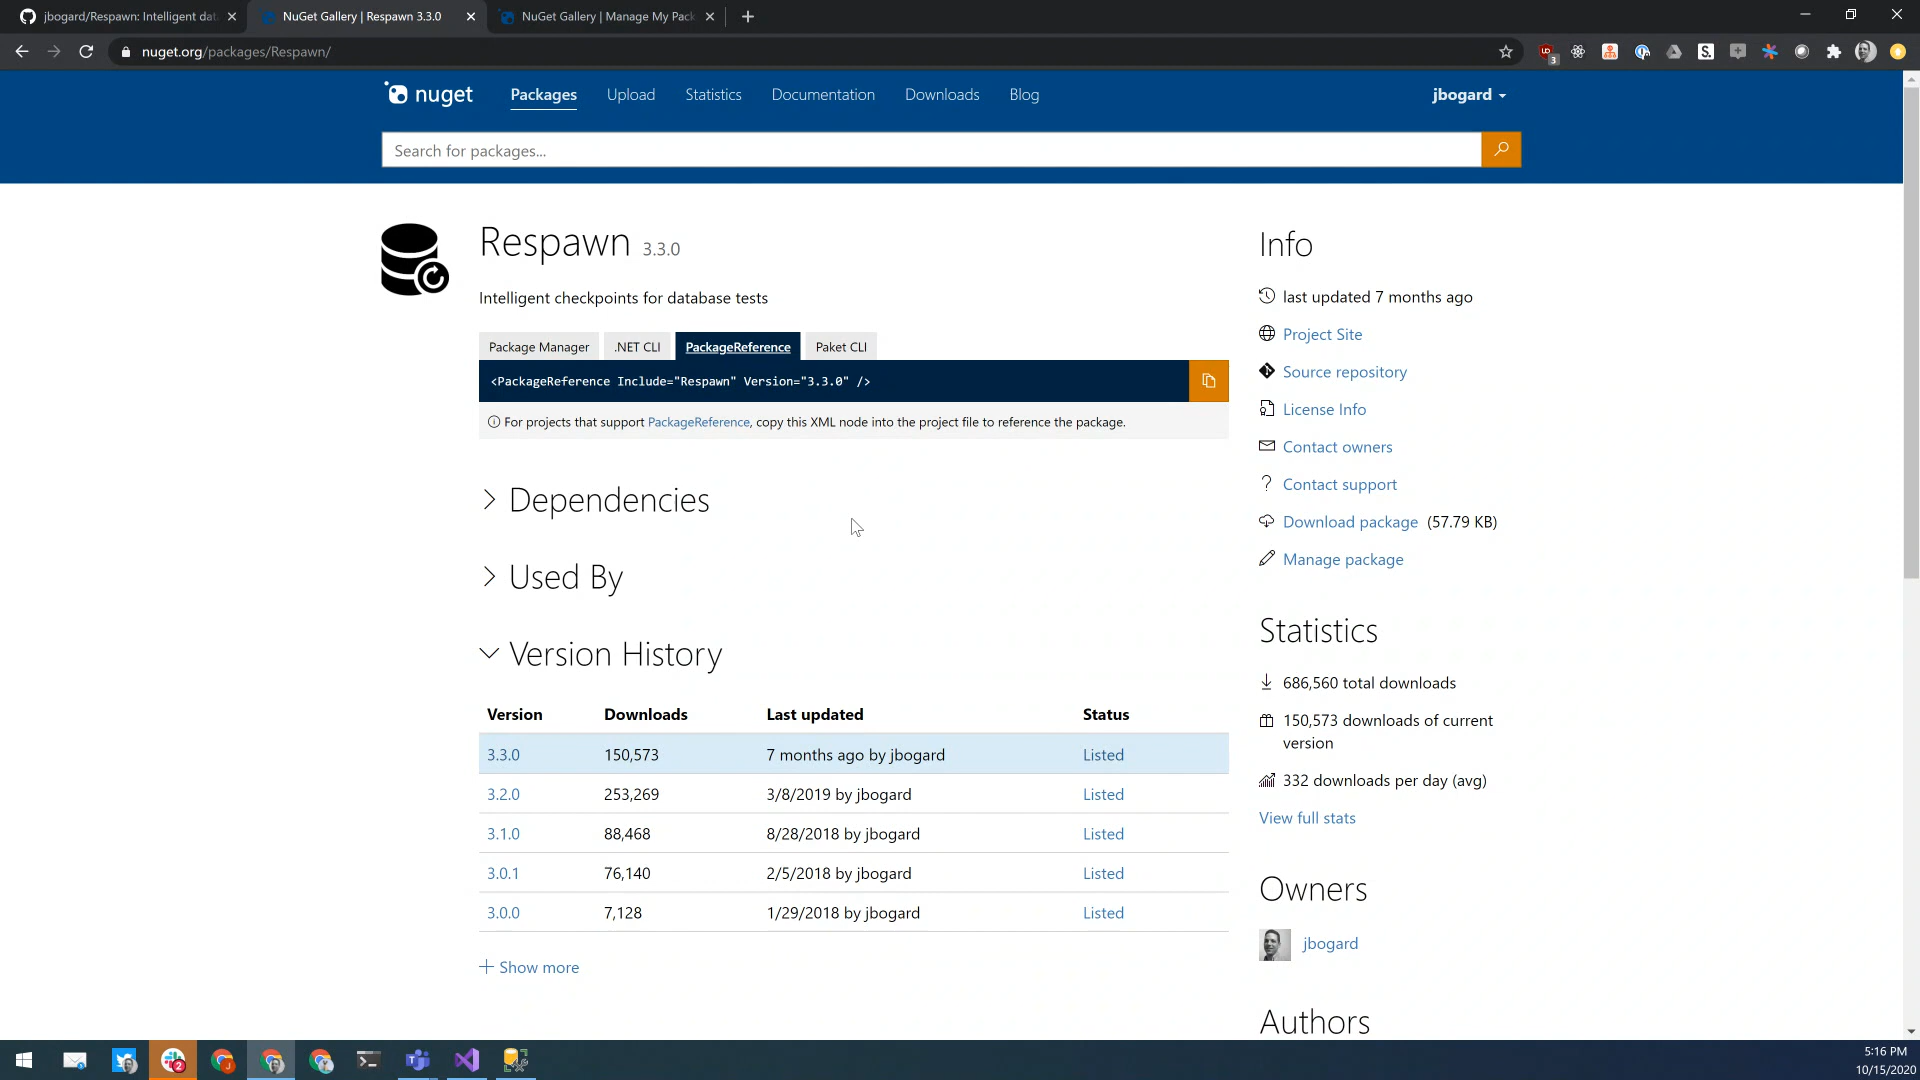 jbogard/Respawn: Intelligent dat
NuGet Gallery | Respawn 3.3.0
NuGet Gallery | Manage My Pack
nuget.org/packages/Respawn/
3
nuget
Packages
Upload
Statistics
Documentation
Downloads
Blog
jbogard
Search for packages...
Respawn 3.3.0
Intelligent checkpoints for database tests
Package Manager
.NET CLI
PackageReference
Paket CLI
<PackageReference Include="Respawn" Version="3.3.0" />
For projects that support PackageReference, copy this XML node into the project file to reference the package.
Dependencies
Used By
Version History
Version Downloads Last updated Status
3.3.0 150,573 7 months ago by jbogard Listed
3.2.0 253,269 3/8/2019 by jbogard Listed
3.1.0 88,468 8/28/2018 by jbogard Listed
3.0.1 76,140 2/5/2018 by jbogard Listed
3.0.0 7,128 1/29/2018 by jbogard Listed
Show more
Info
last updated 7 months ago
Project Site
Source repository
License Info
Contact owners
Contact support
Download package (57.79 KB)
Manage package
Statistics
686,560 total downloads
150,573 downloads of current
version
332 downloads per day (avg)
View full stats
Owners
jbogard
Authors
2
5:16 PM
10/15/2020